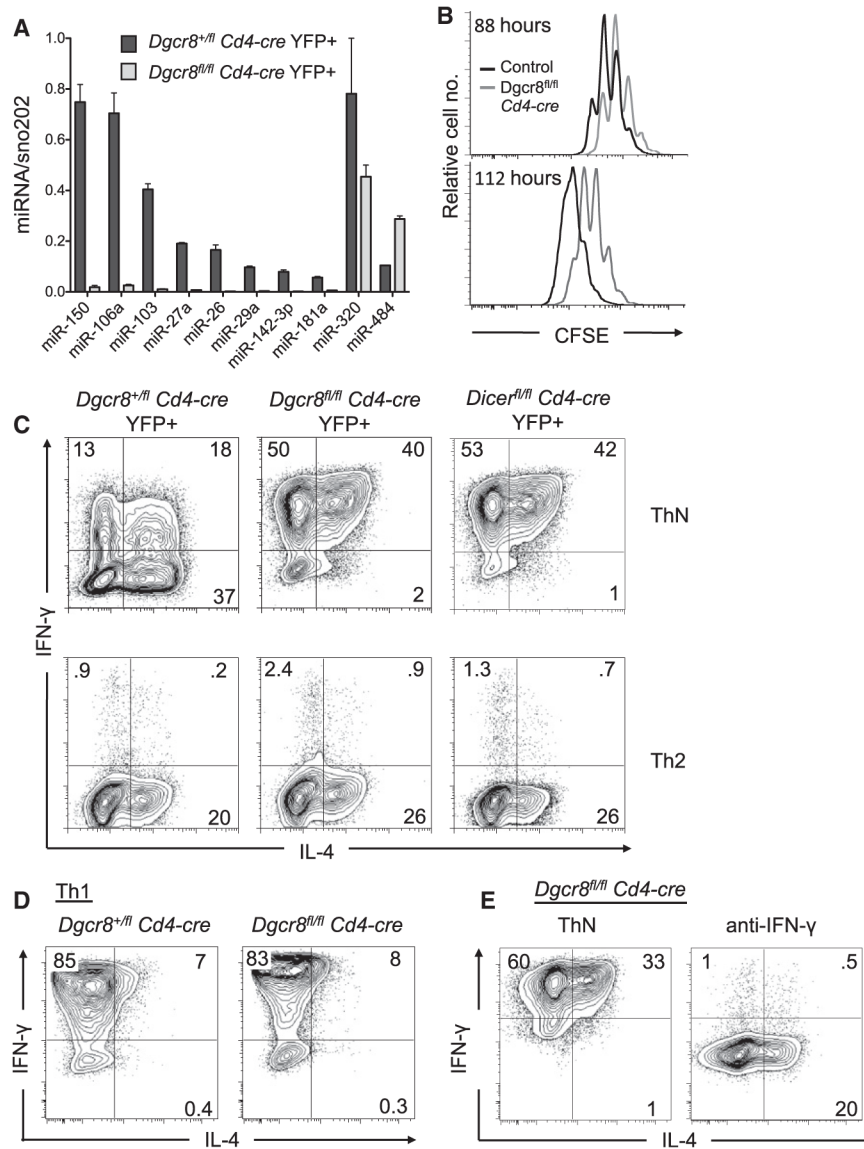 A
Dgcr8+/fl Cd4-cre YFP+
Dgcr8fl/fl Cd4-cre YFP+
miRNA/sno202
1.0
0.8
0.6
0.4
0.2
0.0
miR-150
miR-106a
miR-103
miR-27a
miR-26
miR-29a
miR-142-3p
miR-181a
miR-320
miR-484
B
88 hours
Control
Dgcr8fl/fl
Cd4-cre
112 hours
Relative cell no.
CFSE
C
Dgcr8+/fl Cd4-cre
YFP+
Dgcr8fl/fl Cd4-cre
YFP+
Dicerfl/fl Cd4-cre
YFP+
13 18
37
50 40
2
53 42
1
ThN
IFN-γ
.9 .2
20
2.4 .9
26
1.3 .7
26
Th2
IL-4
D
Th1
Dgcr8+/fl Cd4-cre
Dgcr8fl/fl Cd4-cre
85 7
0.4
83 8
0.3
IFN-γ
IL-4
E
Dgcr8fl/fl Cd4-cre
ThN
anti-IFN-γ
60 33
1
1 .5
20
IFN-γ
IL-4